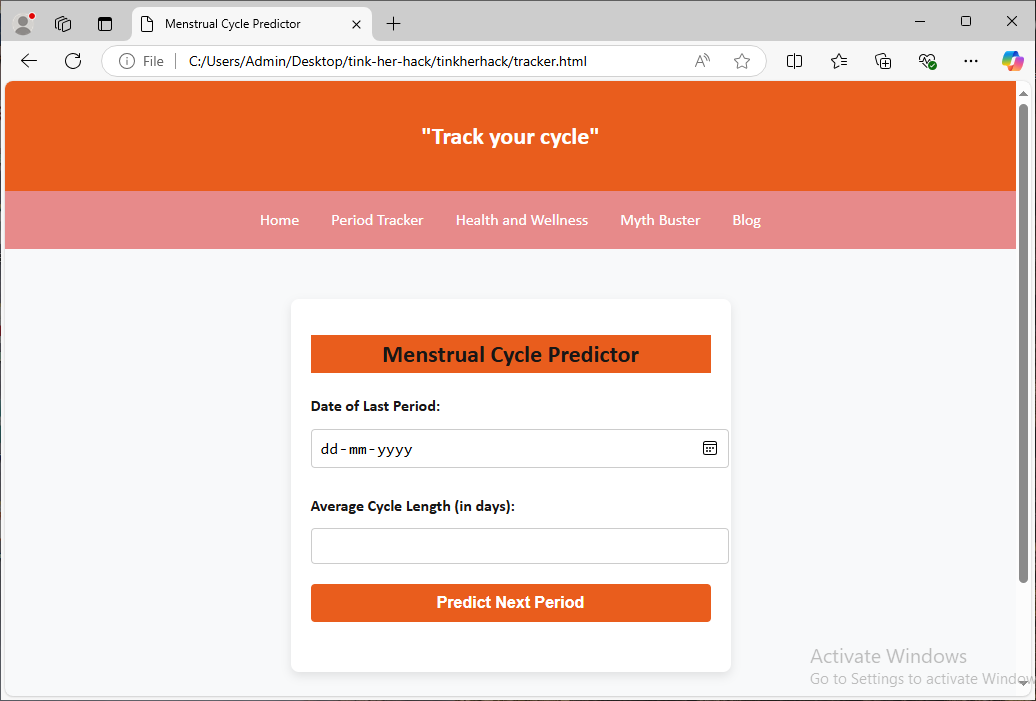 Menstrual Cycle Predictor
File C:/Users/Admin/Desktop/tink-her-hack/tinkherhack/tracker.html
"Track your cycle"
Home Period Tracker Health and Wellness Myth Buster Blog
Menstrual Cycle Predictor
Date of Last Period:
dd-mm-yyyy
Average Cycle Length (in days):
Predict Next Period
Activate Windows
Go to Settings to activate Windows